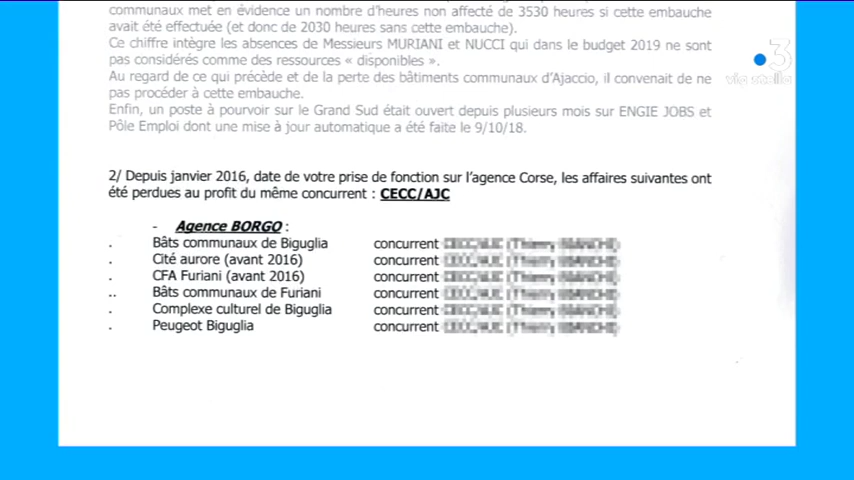 communaux met en évidence un nombre d'heures non affecté de 3530 heures si cette embauche
avait été effectuée (et donc de 2030 heures sans cette embauche).
Ce chiffre intègre les absences de Messieurs MURIANI et NUCCI qui dans le budget 2019 ne sont
pas considérés comme des ressources « disponibles ».
Au regard de ce qui précède et de la perte des bâtiments communaux d'Ajaccio, il convenait de ne
pas procéder à cette embauche.
Enfin, un poste à pourvoir sur le Grand Sud était ouvert depuis plusieurs mois sur ENGIE JOBS et
Pôle Emploi dont une mise à jour automatique a été faite le 9/10/18.
3
via stella
2/ Depuis janvier 2016, date de votre prise de fonction sur l'agence Corse, les affaires suivantes ont
été perdues au profit du même concurrent : CECC/AJC
- Agence BORGO :
. Bâts communaux de Biguglia concurrent
. Cité aurore (avant 2016) concurrent
. CFA Furiani (avant 2016) concurrent
.. Bâts communaux de Furiani concurrent
. Complexe culturel de Biguglia concurrent
. Peugeot Biguglia concurrent